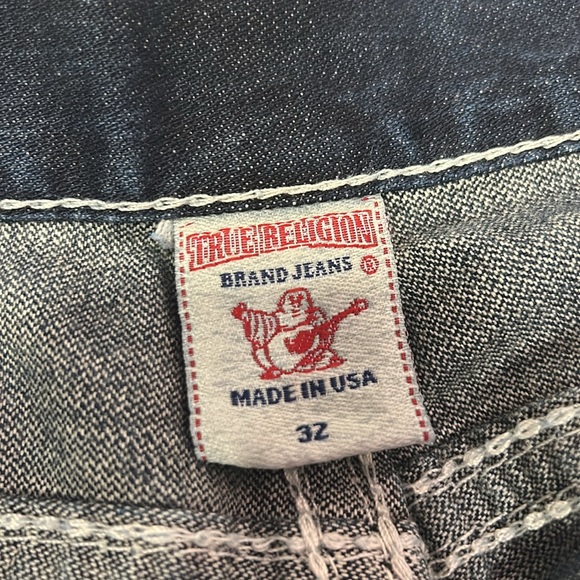 TRUE RELIGION
BRAND JEANS ®
MADE IN USA
32